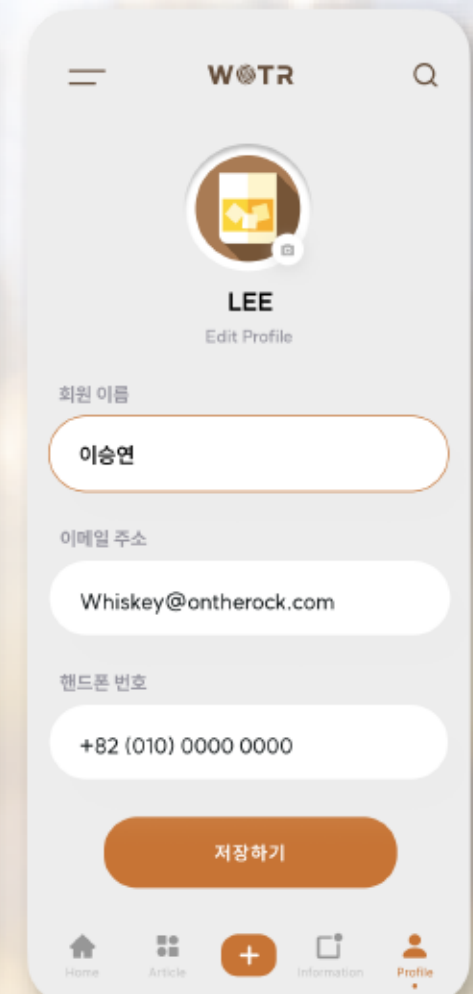 WOTR
LEE
Edit Profile
회원 이름
이승연
이메일 주소
Whiskey@ontherock.com
핸드폰 번호
+82 (010) 0000 0000
저장하기
Home Article Information Profile